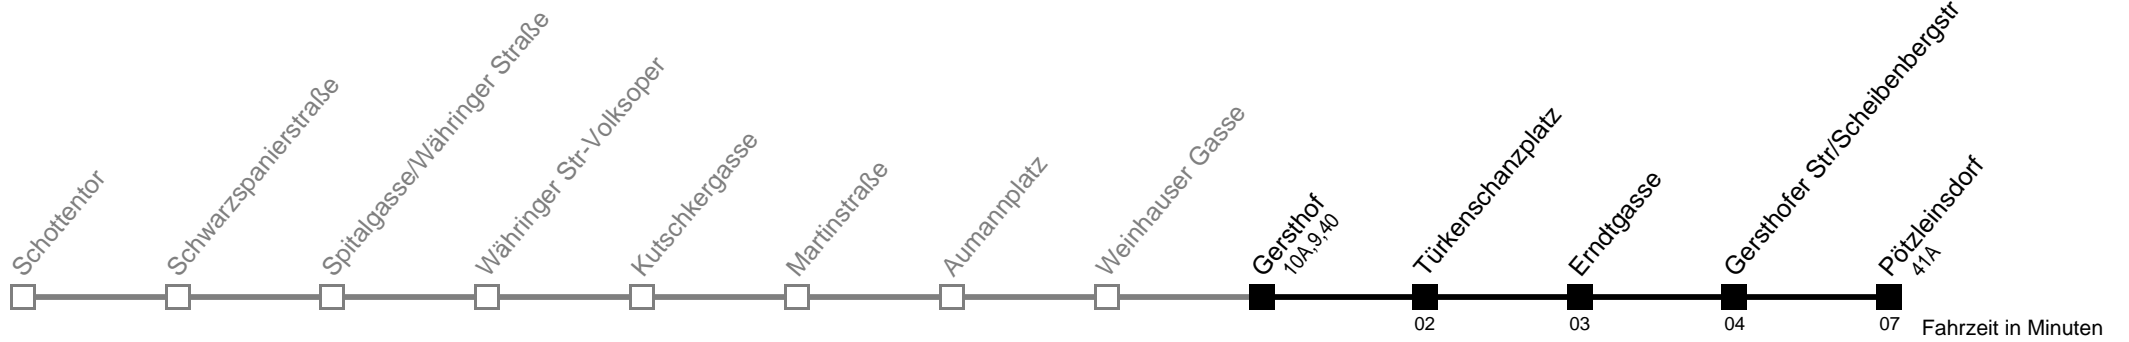 Schottentor
Schwarzspanierstraße
Spitalgasse/Währinger Straße
Währinger Str-Volksoper
Kutschkergasse
Martinstraße
Aumannplatz
Weinhauser Gasse
Gersthof
10A,9,40
Türkenschanzplatz
Erndtgasse
Gersthofer Str/Scheibenbergstr
Pötzleinsdorf
41A
02
03
04
07
Fahrzeit in Minuten